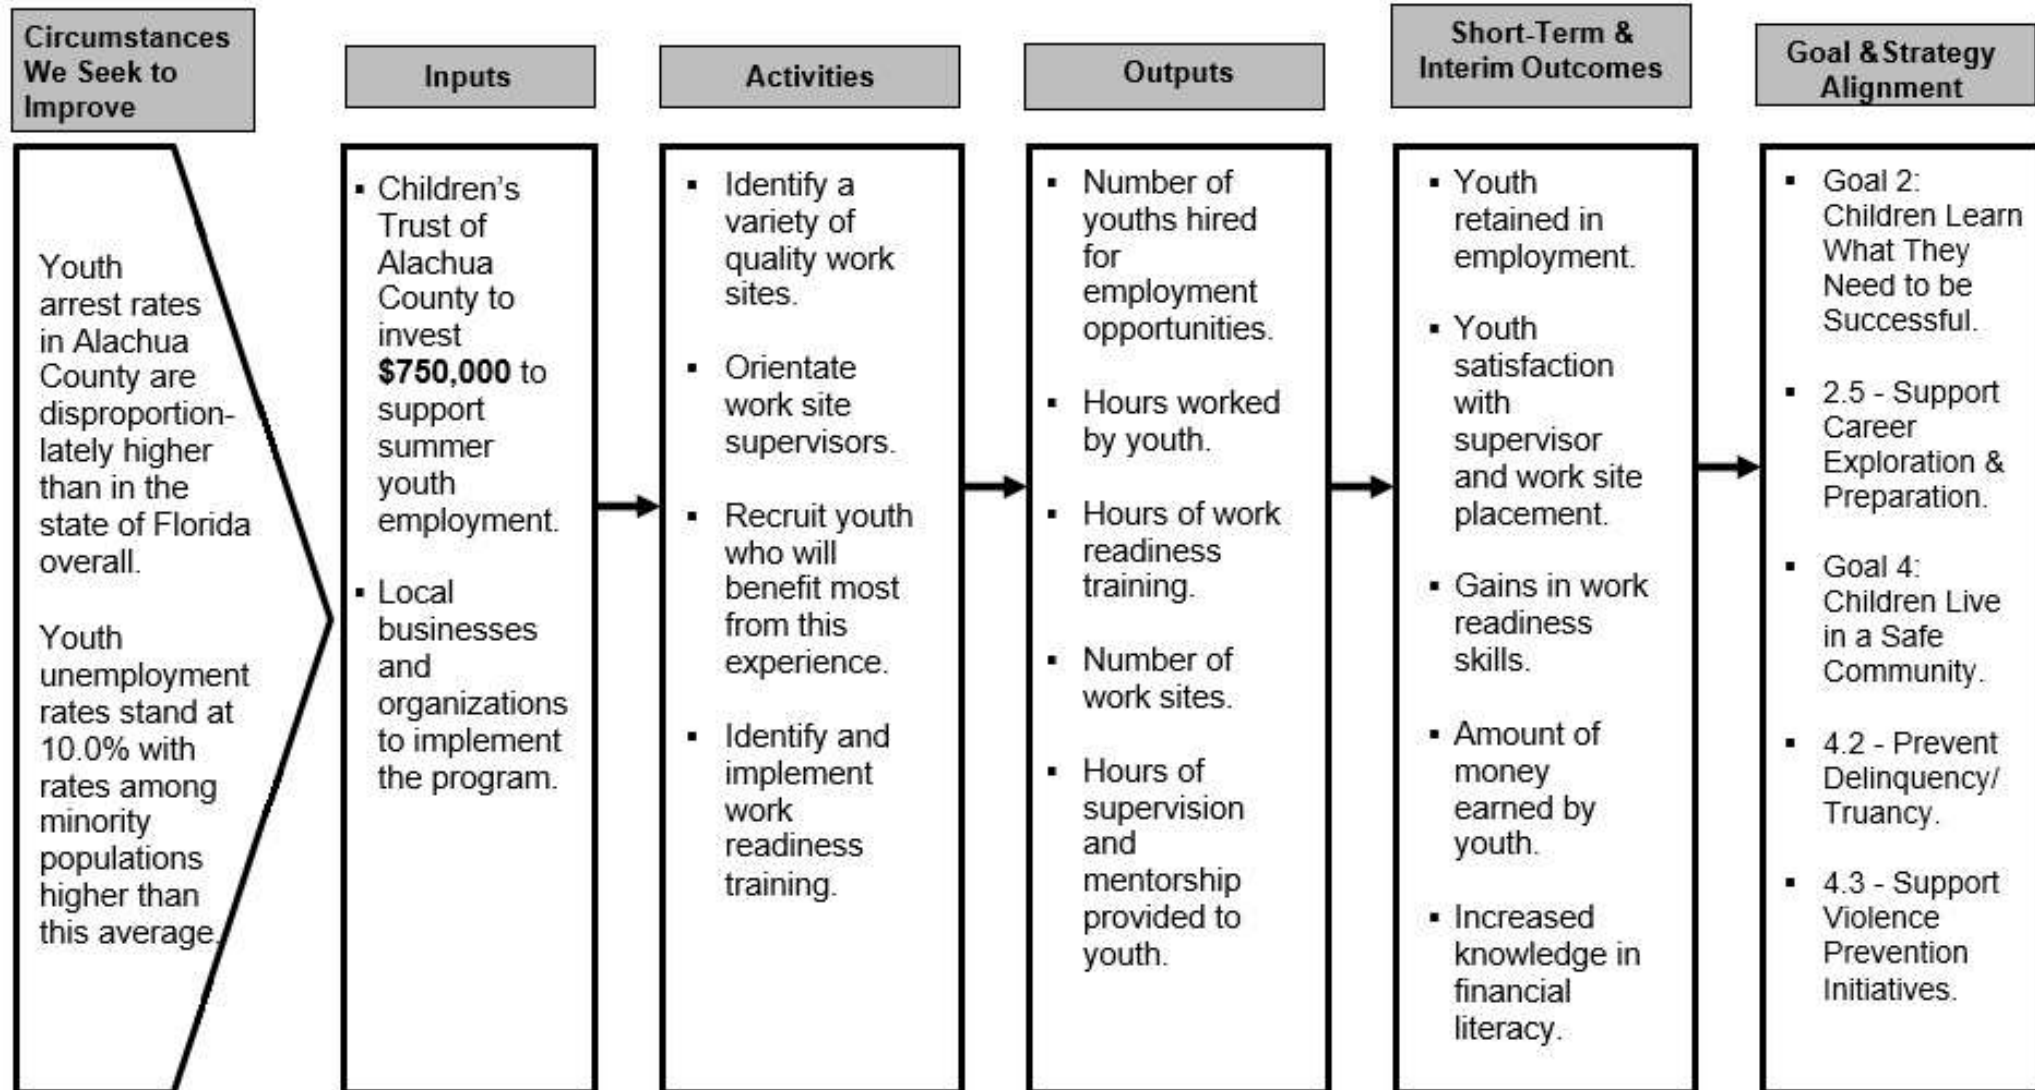 Circumstances
We Seek to
Improve
Inputs
Activities
Outputs
Short-Term &
Interim Outcomes
Goal & Strategy
Alignment
Youth
arrest rates
in Alachua
County are
disproportion-
lately higher
than in the
state of Florida
overall.
Youth
unemployment
rates stand at
10.0% with
rates among
minority
populations
higher than
this average.
▪ Children’s
Trust of
Alachua
County to
invest
$750,000 to
support
summer
youth
employment.
▪ Local
businesses
and
organizations
to implement
the program.
▪ Identify a
variety of
quality work
sites.
▪ Orientate
work site
supervisors.
▪ Recruit youth
who will
benefit most
from this
experience.
▪ Identify and
implement
work
readiness
training.
▪ Number of
youths hired
for
employment
opportunities.
▪ Hours worked
by youth.
▪ Hours of work
readiness
training.
▪ Number of
work sites.
▪ Hours of
supervision
and
mentorship
provided to
youth.
▪ Youth
retained in
employment.
▪ Youth
satisfaction
with
supervisor
and work site
placement.
▪ Gains in work
readiness
skills.
▪ Amount of
money
earned by
youth.
▪ Increased
knowledge in
financial
literacy.
▪ Goal 2:
Children Learn
What They
Need to be
Successful.
▪ 2.5 - Support
Career
Exploration &
Preparation.
▪ Goal 4:
Children Live
in a Safe
Community.
▪ 4.2 - Prevent
Delinquency/
Truancy.
▪ 4.3 - Support
Violence
Prevention
Initiatives.